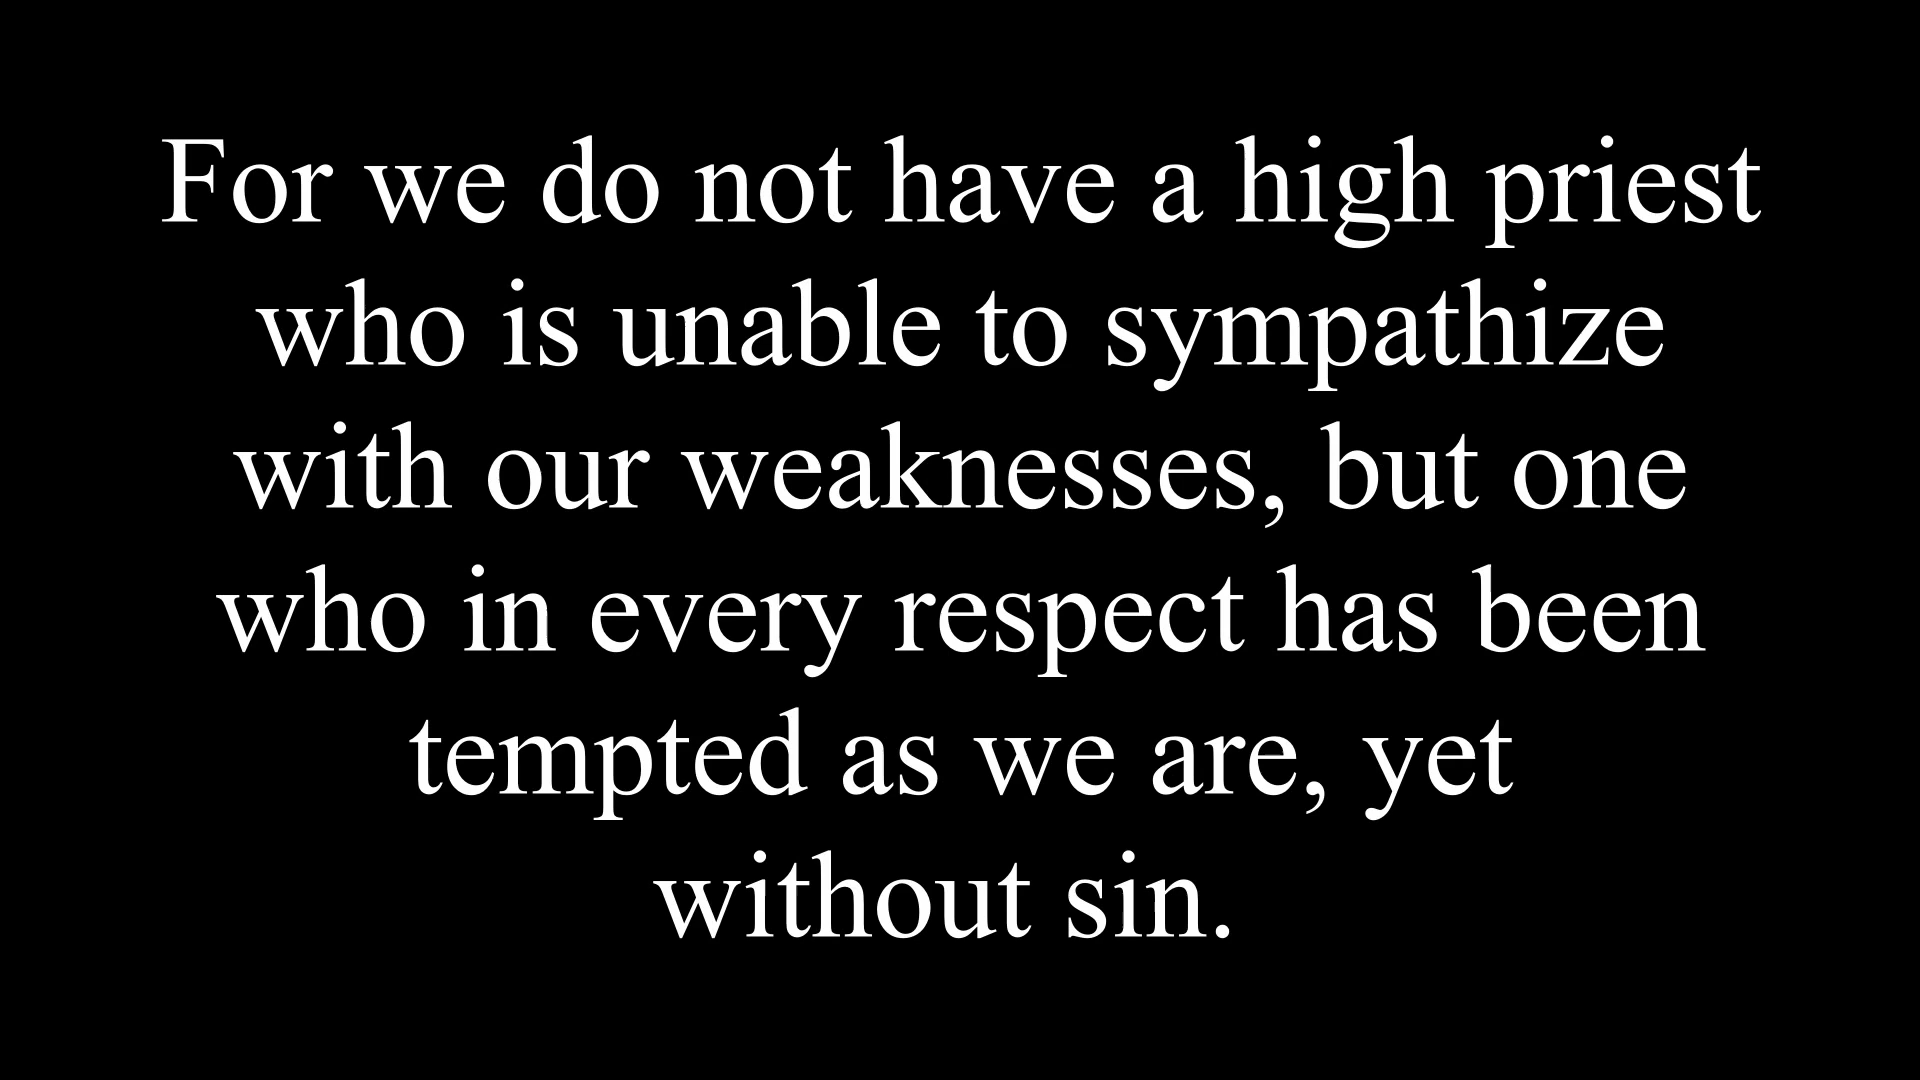 For we do not have a high priest
who is unable to sympathize
with our weaknesses, but one
who in every respect has been
tempted as we are, yet
without sin.